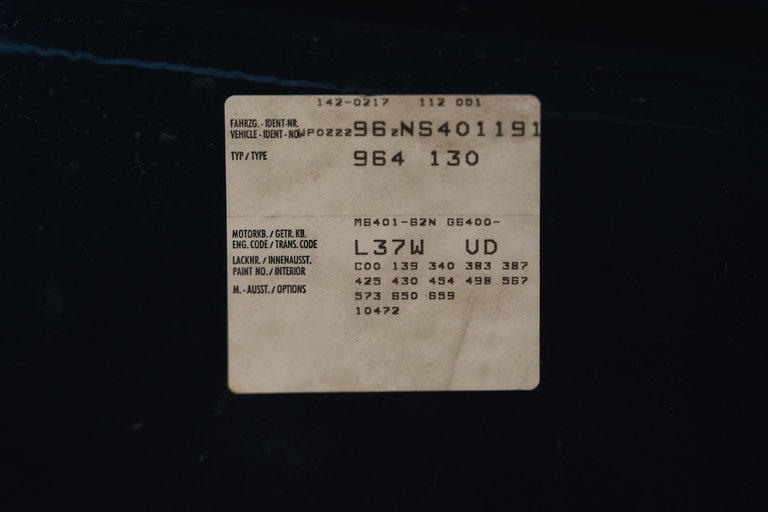 142-0217 112 001
FAHRZG.-IDENT-NR.
VEHICLE-IDENT-NO. WP0ZZZ96ZNS401191
TYP / TYPE 964 130
M6401-62N G6400-
MOTORKB. / GETR. KB.
ENG. CODE / TRANS. CODE L37W UD
LACKNR. / INNENAUSST. C00 139 340 383 387
PAINT NO. / INTERIOR 425 430 454 498 567
M.-AUSST. / OPTIONS 573 650 659
10472